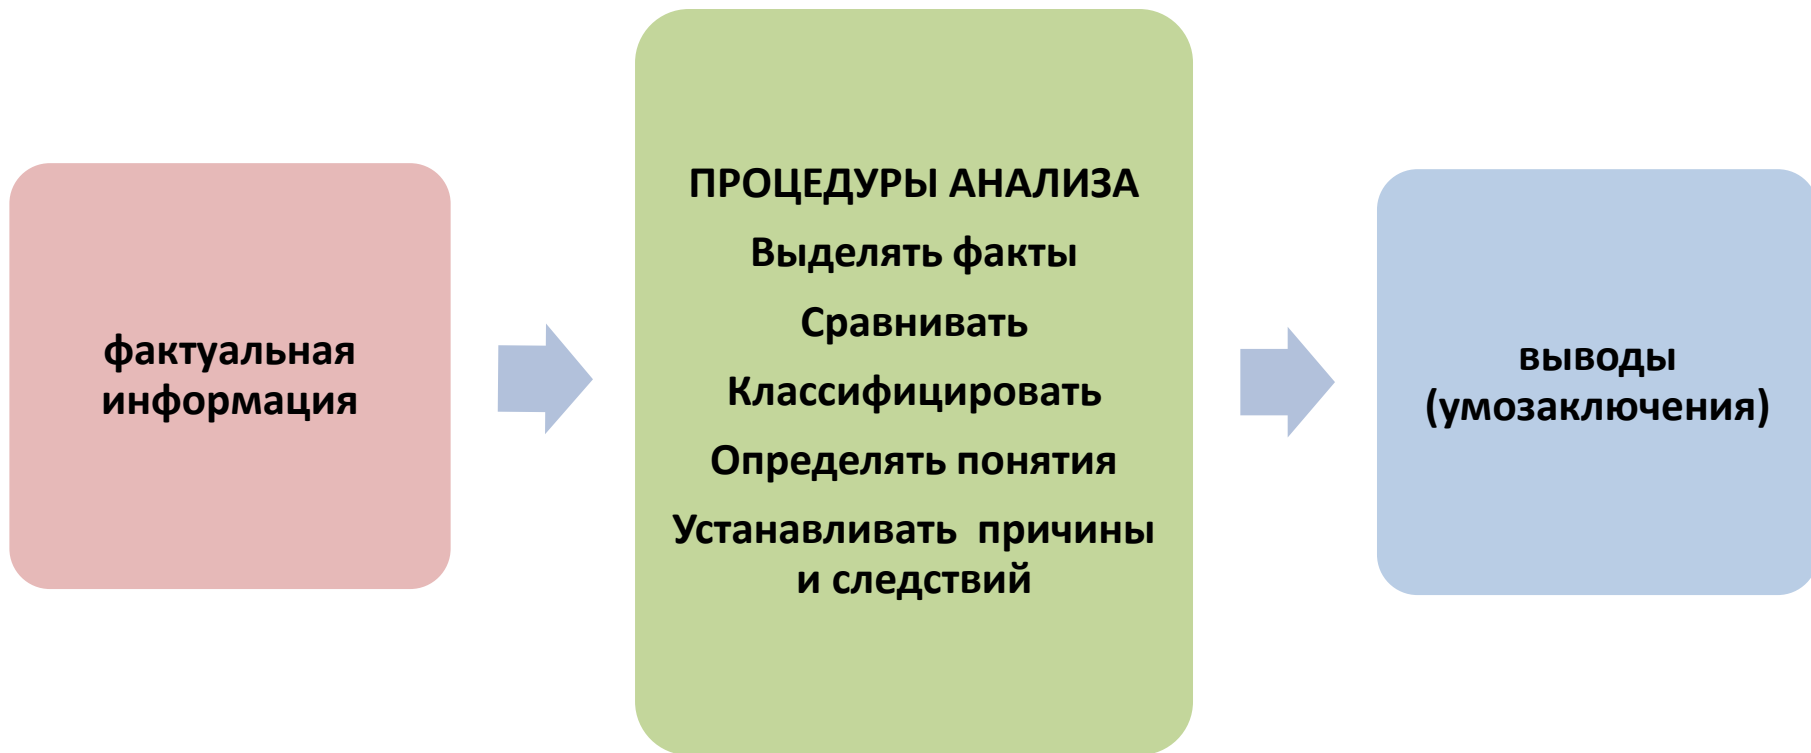 фактуальная
информация
ПРОЦЕДУРЫ АНАЛИЗА
Выделять факты
Сравнивать
Классифицировать
Определять понятия
Устанавливать  причины
и следствий
выводы
(умозаключения)